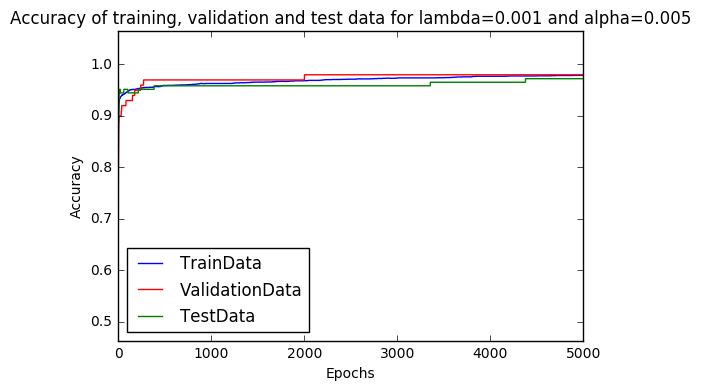 Accuracy of training, validation and test data for lambda=0.001 and alpha=0.005
1.0
0.9
0.8
0.7
0.6
0.5
Accuracy
TrainData
ValidationData
TestData
0 1000 2000 3000 4000 5000
Epochs